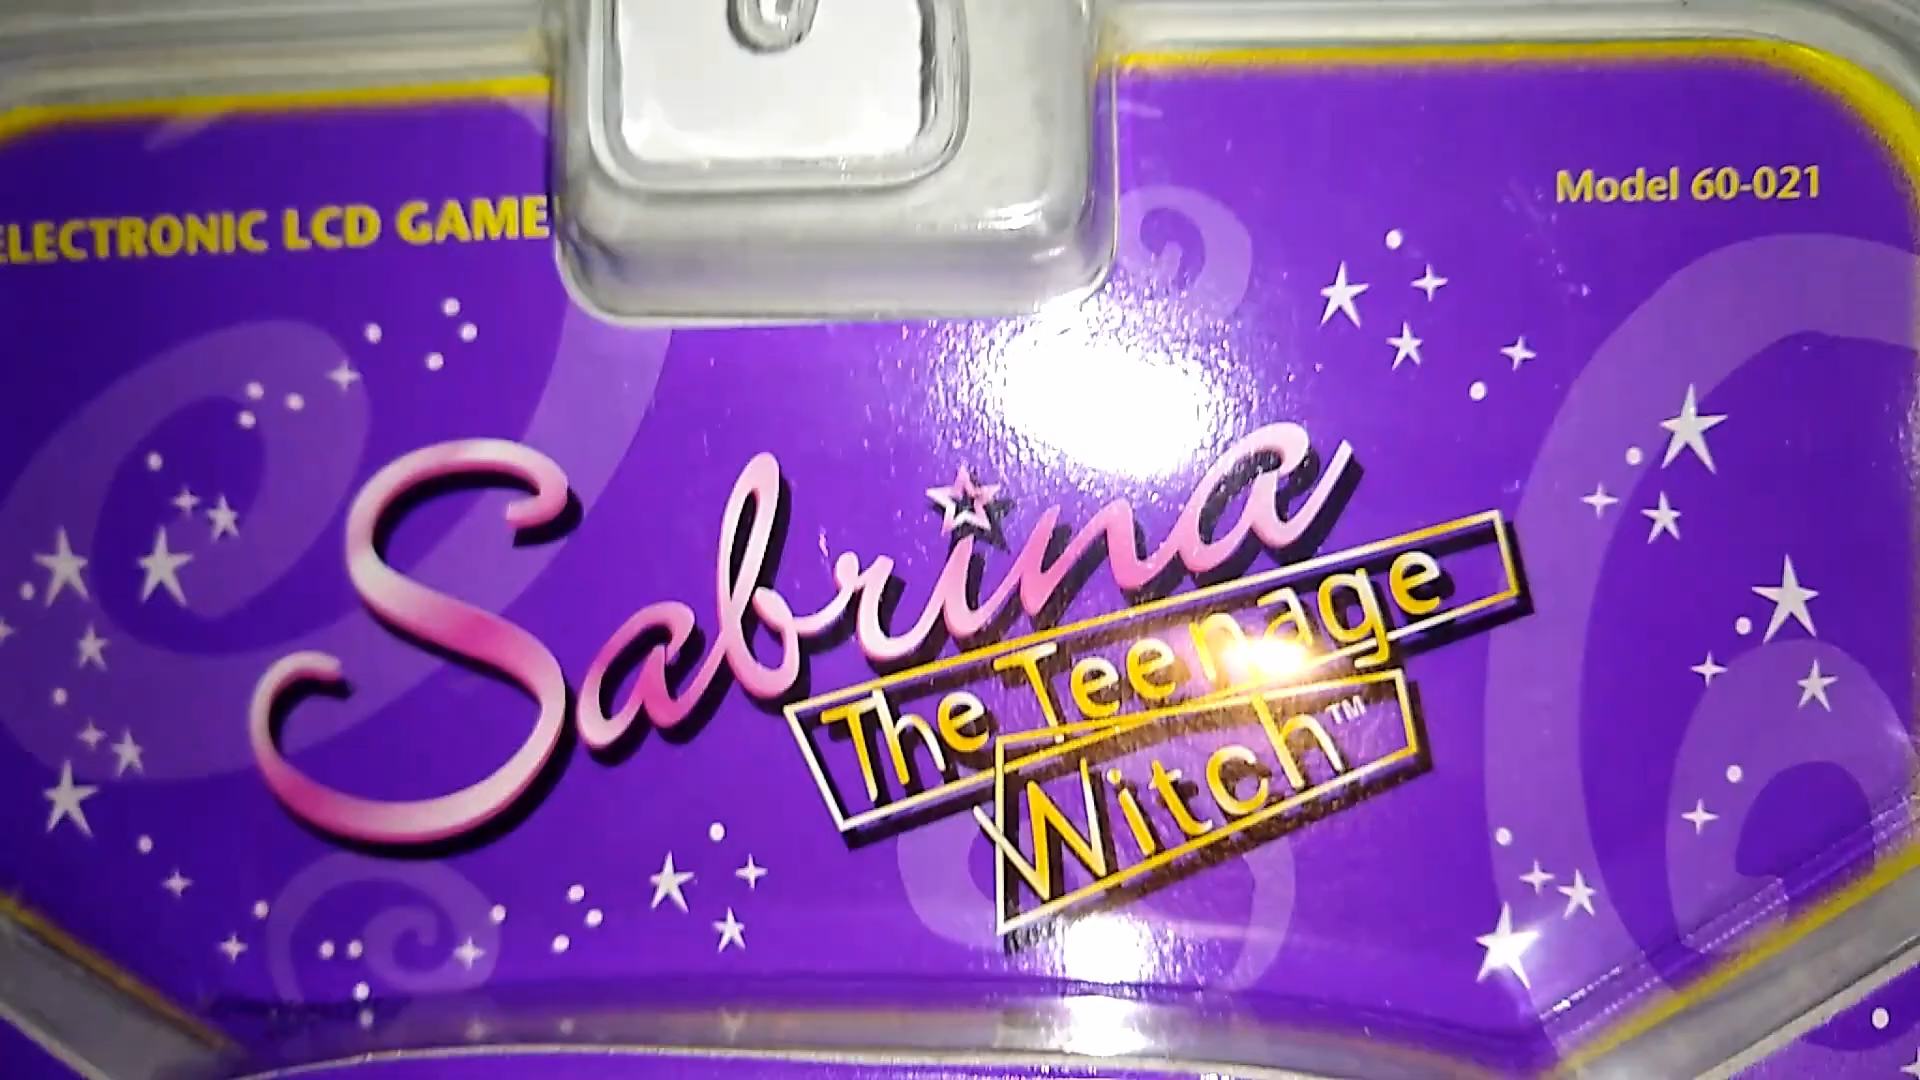 ELECTRONIC LCD GAME
Model 60-021
Sabrina
The Teenage
Witch™